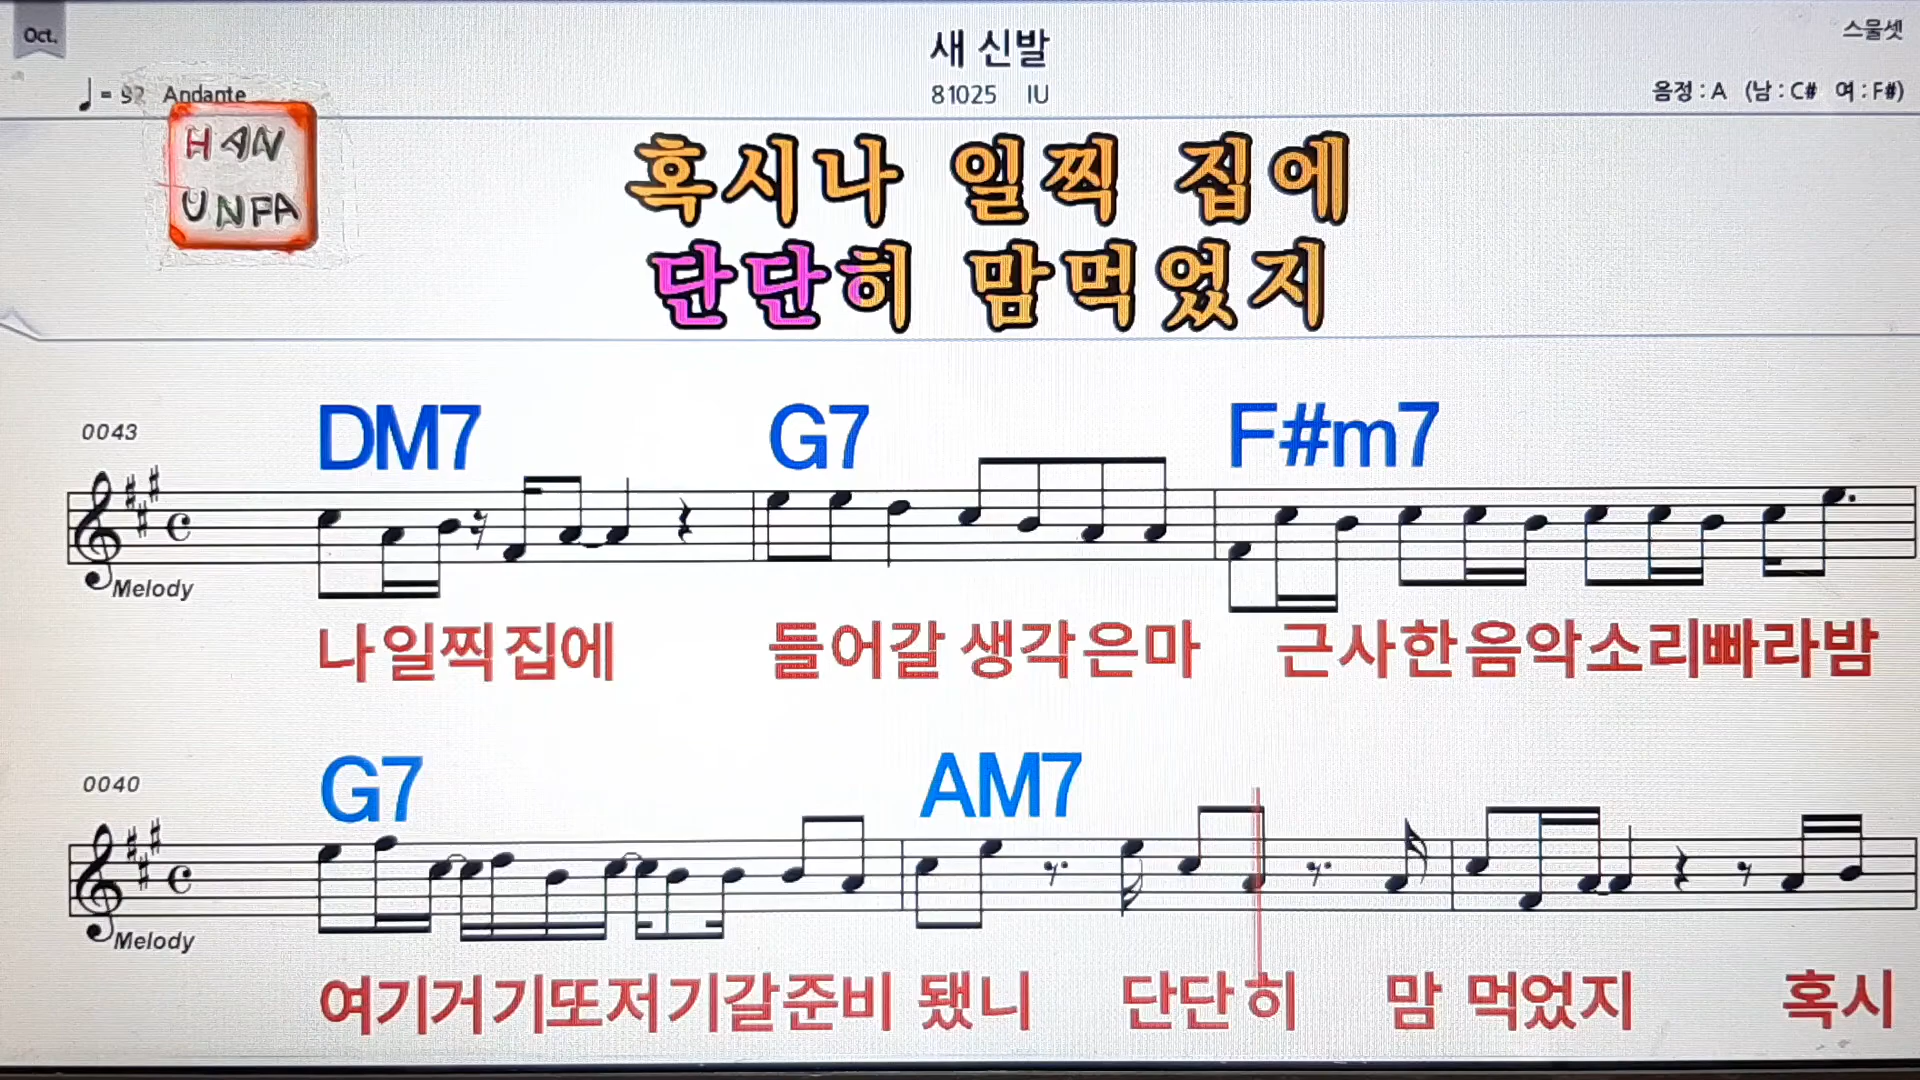 Oct.
새 신발
스물셋
♩ = 92 Andante
81025 IU
음정 : A (남 : C# 여 : F#)
HAN
UNFA
혹시나 일찍 집에
단단히 맘먹었지
0043
DM7 G7 F#m7
Melody
나일찍집에 들어갈 생각은마 근사한음악소리빠라밤
0040
G7 AM7
Melody
여기거기또저기갈준비 됐니 단단히 맘 먹었지 혹시